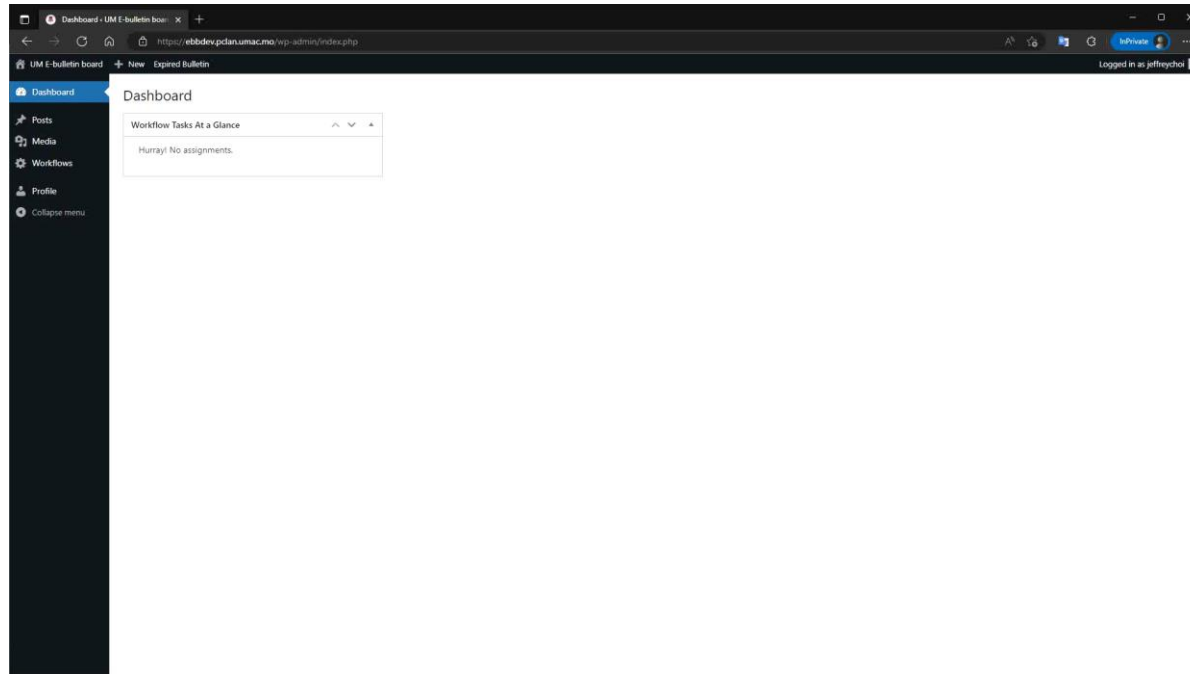 Dashboard ‹ UM E-bulletin boar
https://ebbdev.pclan.umac.mo/wp-admin/index.php
InPrivate
UM E-bulletin board + New Expired Bulletin
Logged in as jeffreychoi
Dashboard
Posts
Media
Workflows
Profile
Collapse menu
Dashboard
Workflow Tasks At a Glance
Hurray! No assignments.